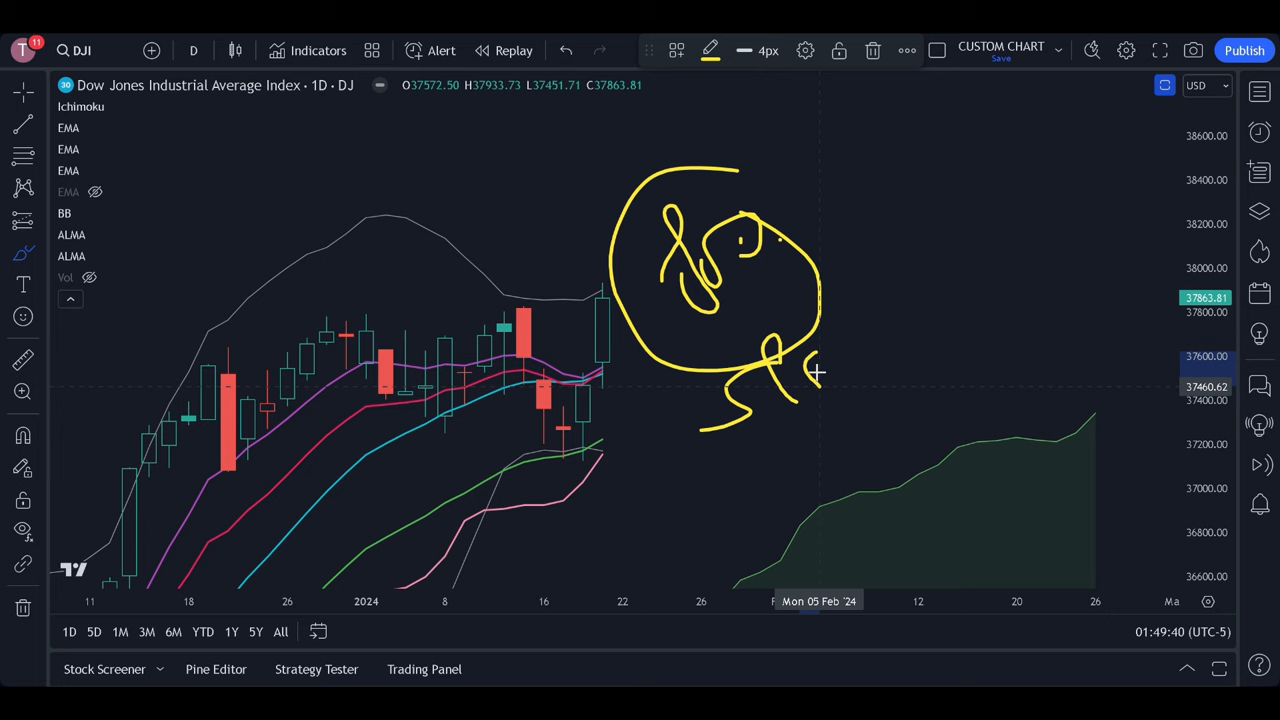 T 11 DJI D Indicators Alert Replay 4px CUSTOM CHART Save Publish
30 Dow Jones Industrial Average Index · 1D · DJ O37572.50 H37933.73 L37451.71 C37863.81 USD
Ichimoku
EMA
EMA
EMA
EMA
BB
ALMA
ALMA
Vol
38600.00
38400.00
38200.00
38000.00
37863.81
37800.00
37600.00
37460.62
37400.00
37200.00
37000.00
36800.00
36600.00
11 18 26 2024 8 16 22 26 F Mon 05 Feb '24 12 20 26 Ma
1D 5D 1M 3M 6M YTD 1Y 5Y All 01:49:40 (UTC-5)
Stock Screener Pine Editor Strategy Tester Trading Panel